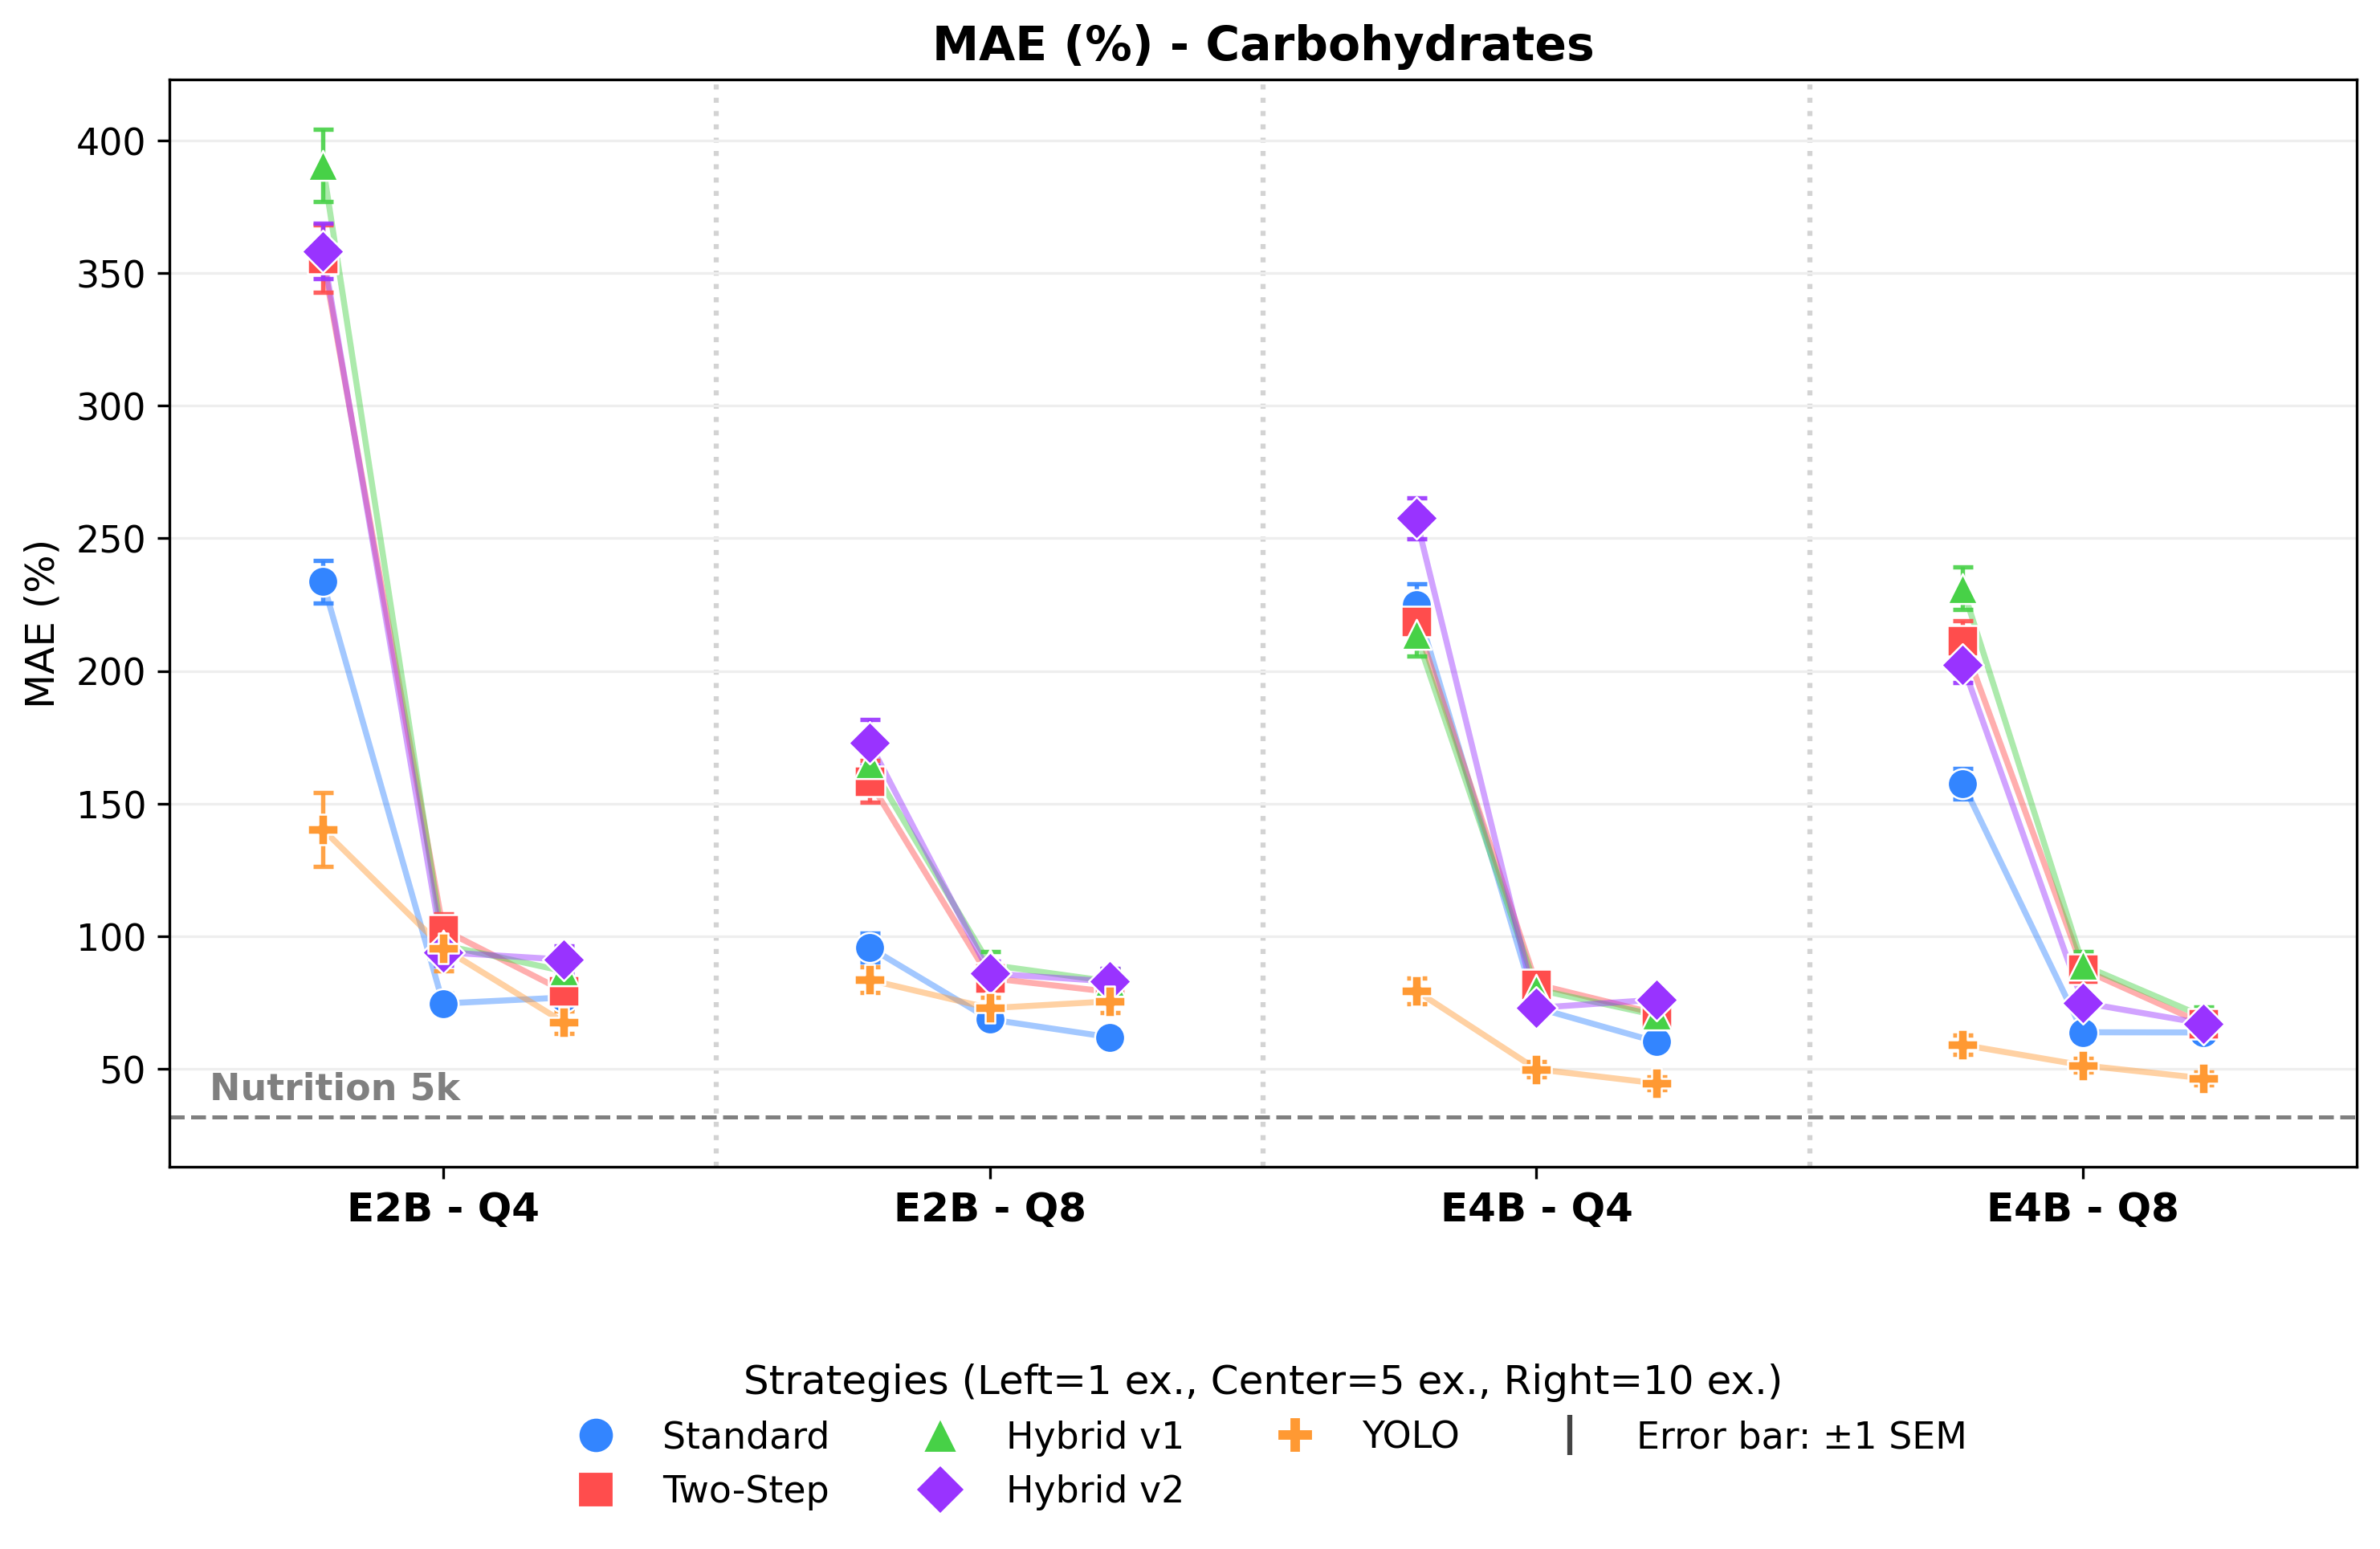 MAE (%) - Carbohydrates
MAE (%)
400
350
300
250
200
150
100
50
Nutrition 5k
E2B - Q4
E2B - Q8
E4B - Q4
E4B - Q8
Strategies (Left=1 ex., Center=5 ex., Right=10 ex.)
Standard
Two-Step
Hybrid v1
Hybrid v2
YOLO
Error bar: ±1 SEM